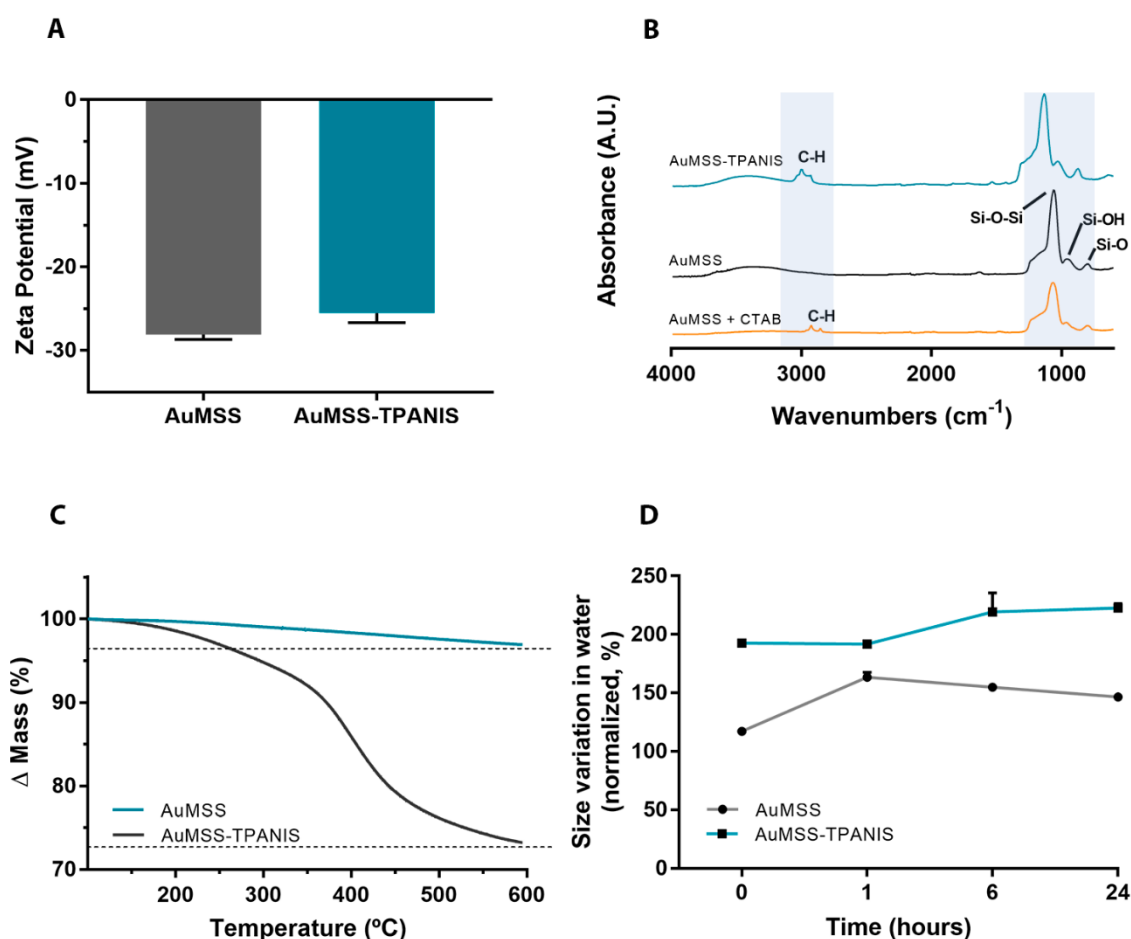 A
Zeta Potential (mV)
0
-10
-20
-30
AuMSS
AuMSS-TPANIS
B
Absorbance (A.U.)
AuMSS-TPANIS
C-H
Si-O-Si
Si-OH
Si-O
AuMSS
AuMSS + CTAB
C-H
4000
3000
2000
1000
Wavenumbers (cm⁻¹)
C
Δ Mass (%)
100
90
80
70
AuMSS
AuMSS-TPANIS
200
300
400
500
600
Temperature (ºC)
D
Size variation in water
(normalized, %)
250
200
150
100
50
0
AuMSS
AuMSS-TPANIS
0
1
6
24
Time (hours)